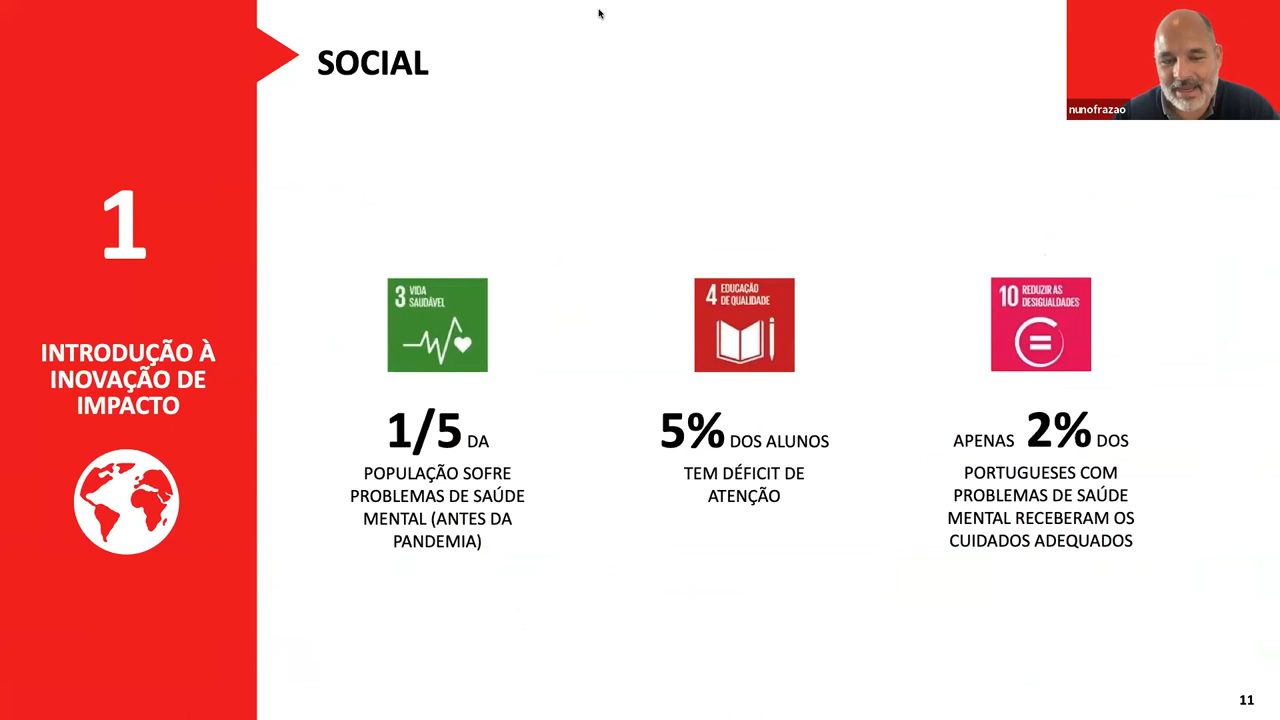 SOCIAL
nunofrazao
1
INTRODUÇÃO À
INOVAÇÃO DE
IMPACTO
3 VIDA
SAUDÁVEL
1/5 DA
POPULAÇÃO SOFRE
PROBLEMAS DE SAÚDE
MENTAL (ANTES DA
PANDEMIA)
4 EDUCAÇÃO
DE QUALIDADE
5% DOS ALUNOS
TEM DÉFICIT DE
ATENÇÃO
10 REDUZIR AS
DESIGUALDADES
APENAS 2% DOS
PORTUGUESES COM
PROBLEMAS DE SAÚDE
MENTAL RECEBERAM OS
CUIDADOS ADEQUADOS
11